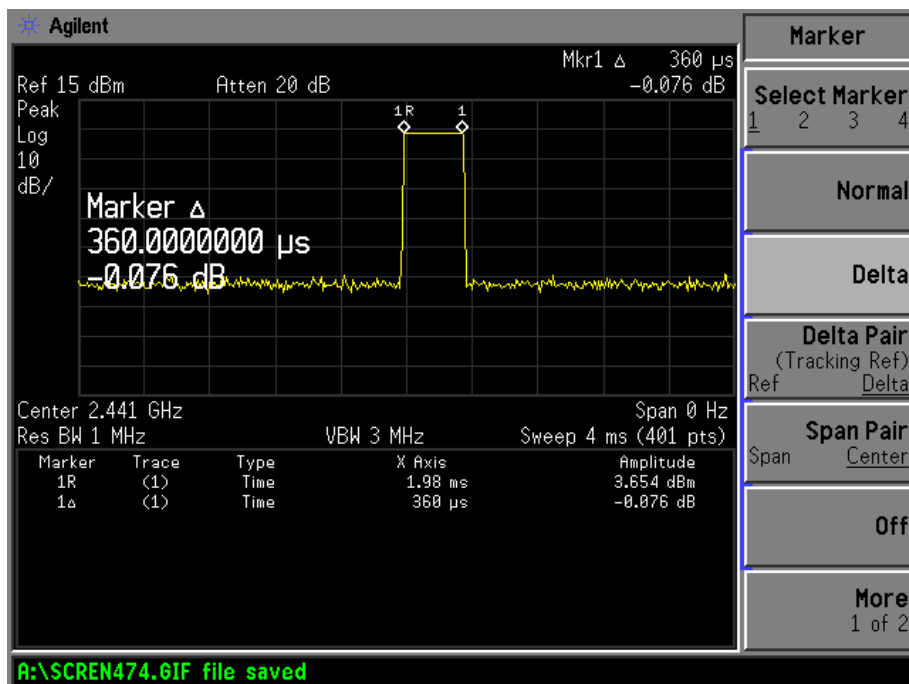 Agilent
Marker
Mkr1 Δ 360 µs
Ref 15 dBm Atten 20 dB -0.076 dB
Peak
Log
10
dB/
1R 1
Marker Δ
360.0000000 µs
-0.076 dB
Center 2.441 GHz Span 0 Hz
Res BW 1 MHz VBW 3 MHz Sweep 4 ms (401 pts)
Marker Trace Type X Axis Amplitude
1R (1) Time 1.98 ms 3.654 dBm
1Δ (1) Time 360 µs -0.076 dB
Select Marker
1 2 3 4
Normal
Delta
Delta Pair
(Tracking Ref)
Ref Delta
Span Pair
Span Center
Off
More
1 of 2
A:\SCREN474.GIF file saved